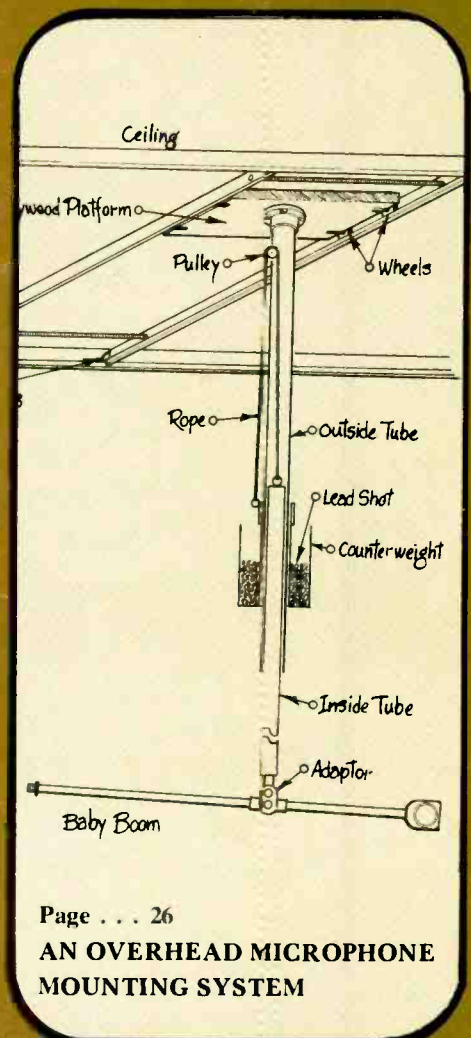 Ceiling
ywood Platform
Pulley
Wheels
Rope
Outside Tube
Lead Shot
Counterweight
Inside Tube
Adaptor
Baby Boom
Page . . . 26
AN OVERHEAD MICROPHONE
MOUNTING SYSTEM